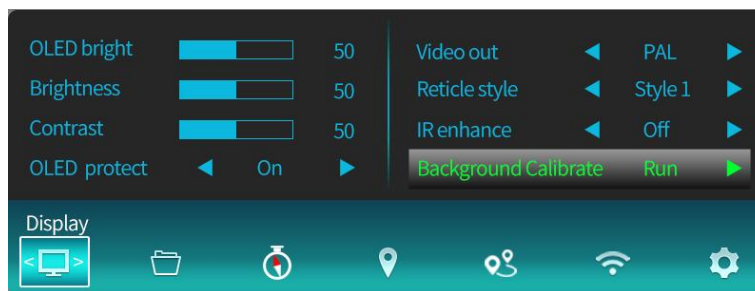 OLED bright 50
Brightness 50
Contrast 50
OLED protect On
Video out PAL
Reticle style Style 1
IR enhance Off
Background Calibrate Run
Display